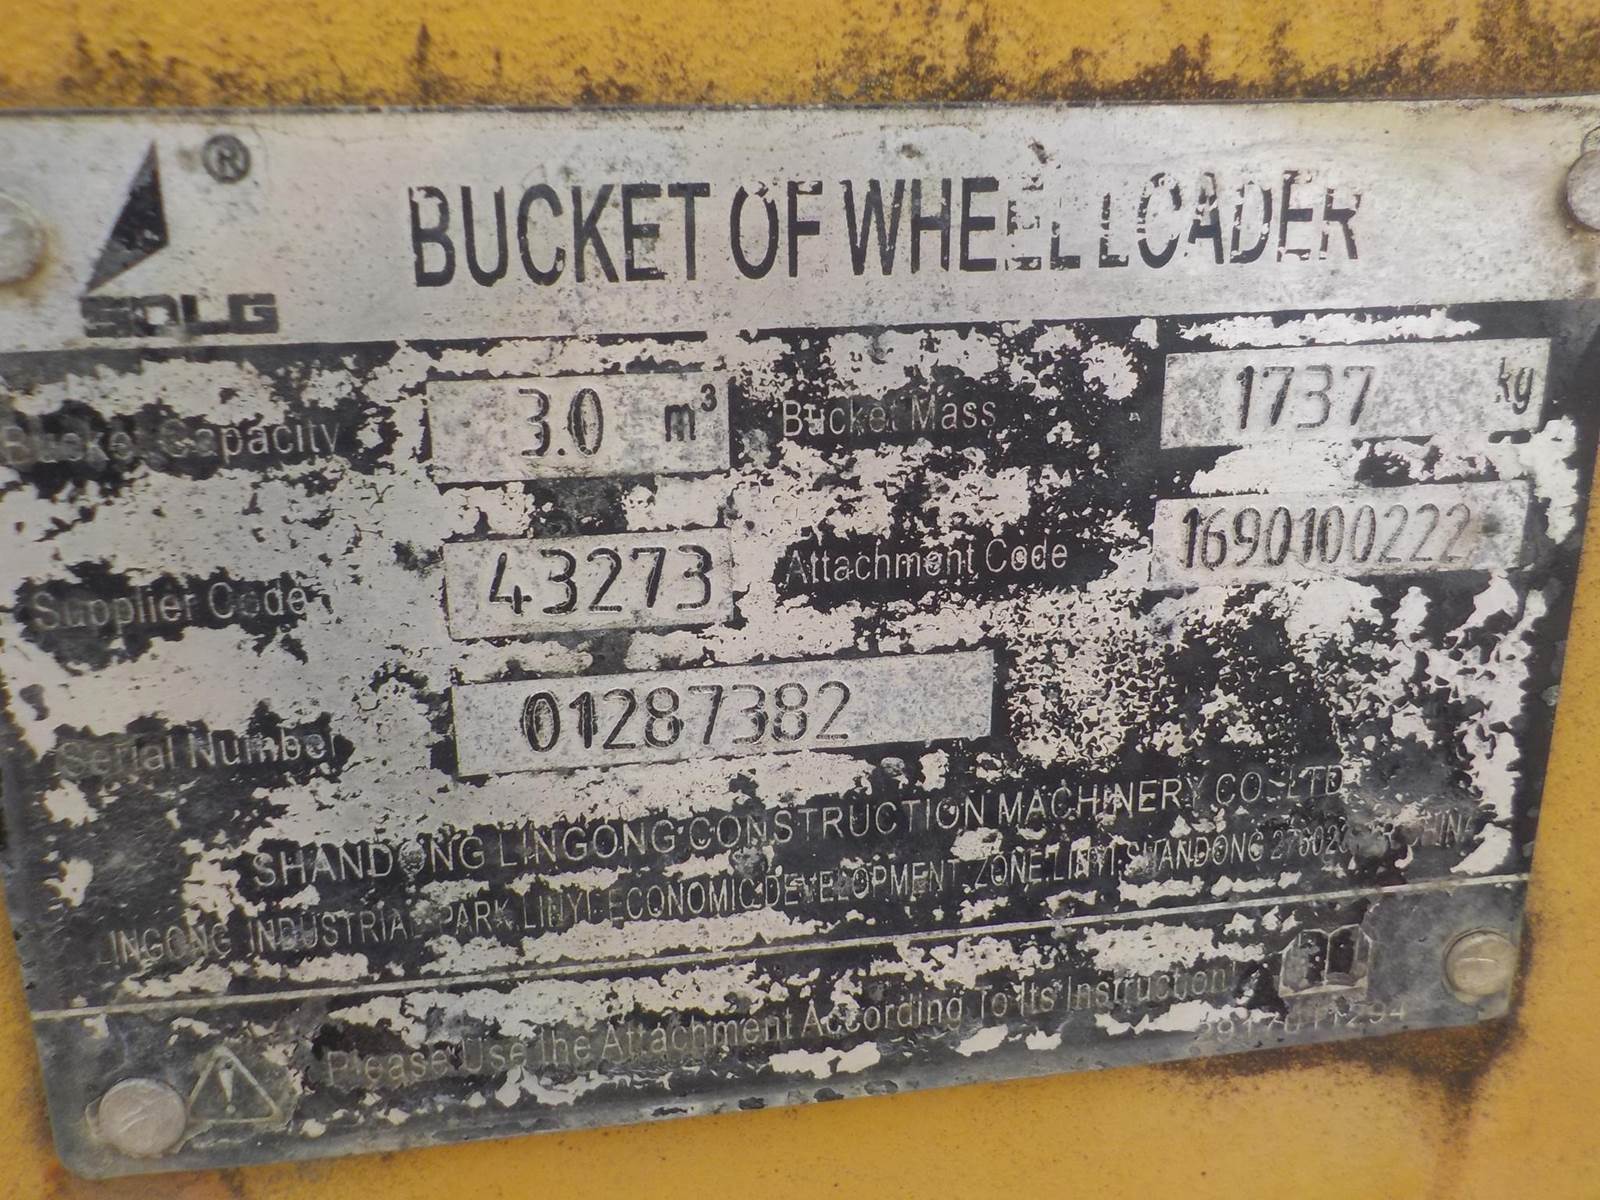 ®
SDLG
BUCKET OF WHEEL LOADER
Bucket Capacity 3.0 m³ Bucket Mass 1737 kg
Supplier Code 43273 Attachment Code 1690100222
Serial Number 01287382
SHANDONG LINGONG CONSTRUCTION MACHINERY CO.,LTD
LINGONG INDUSTRIAL PARK,LINYI ECONOMIC DEVELOPMENT ZONE,LINYI,SHANDONG CHINA
Please Use The Attachment According To Its Instruction